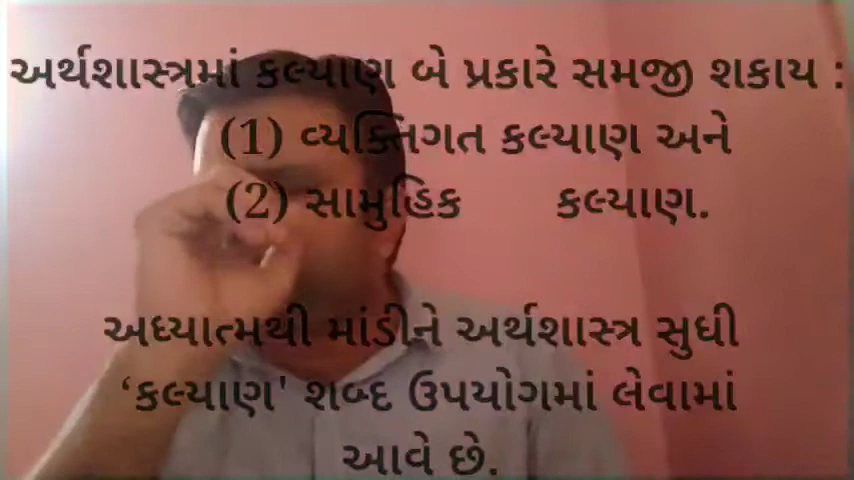 અર્થશાસ્ત્રમાં કલ્યાણ બે પ્રકારે સમજી શકાય :
(1) વ્યક્તિગત કલ્યાણ અને
(2) સામુહિક કલ્યાણ.
અધ્યાત્મથી માંડીને અર્થશાસ્ત્ર સુધી
‘કલ્યાણ' શબ્દ ઉપયોગમાં લેવામાં
આવે છે.